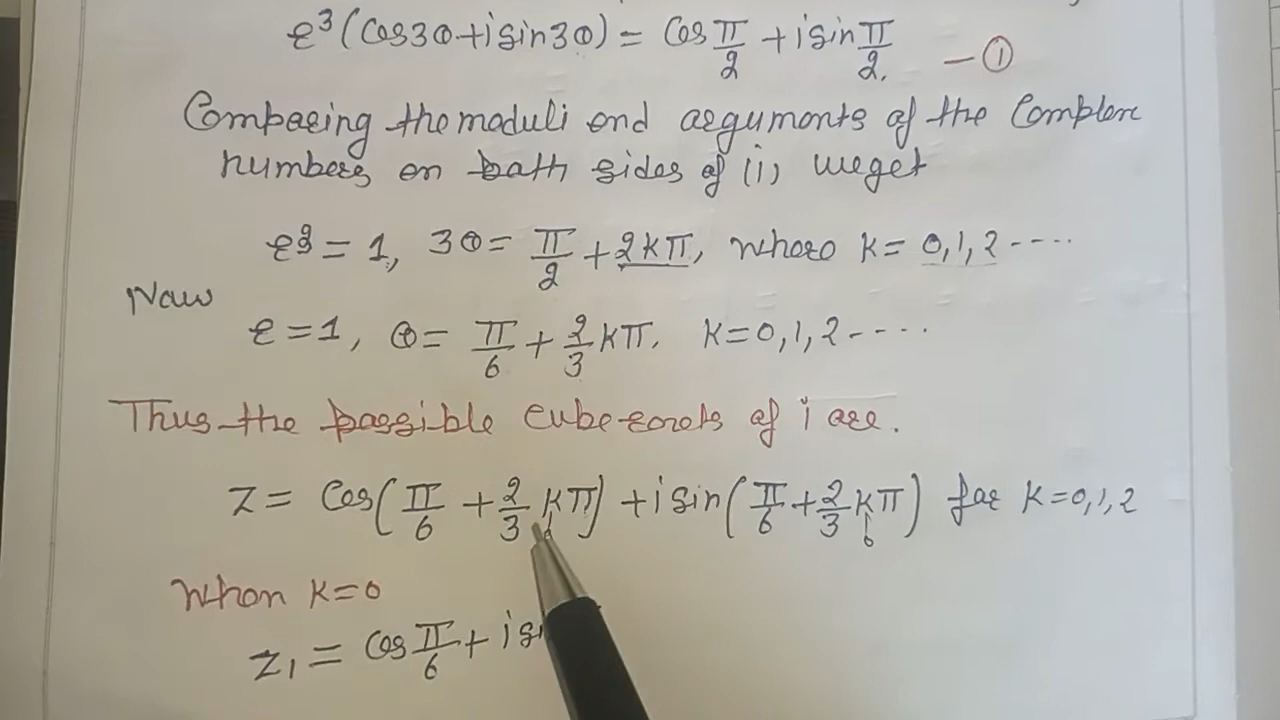 r³(Cos3θ+isin3θ) = Cos π/2 + isin π/2. —①
Comparing the moduli and arguments of the Complex
numbers on both sides of (i), we get
r³ = 1, 3θ = π/2 + 2kπ, where k = 0,1,2----
Now
r = 1, θ = π/6 + 2/3 kπ. k=0,1,2----
Thus the possible cube-roots of i are.
Z = Cos(π/6 + 2/3 kπ) + i sin(π/6 + 2/3 kπ) for k=0,1,2
When k=0
Z₁ = Cos π/6 + i si